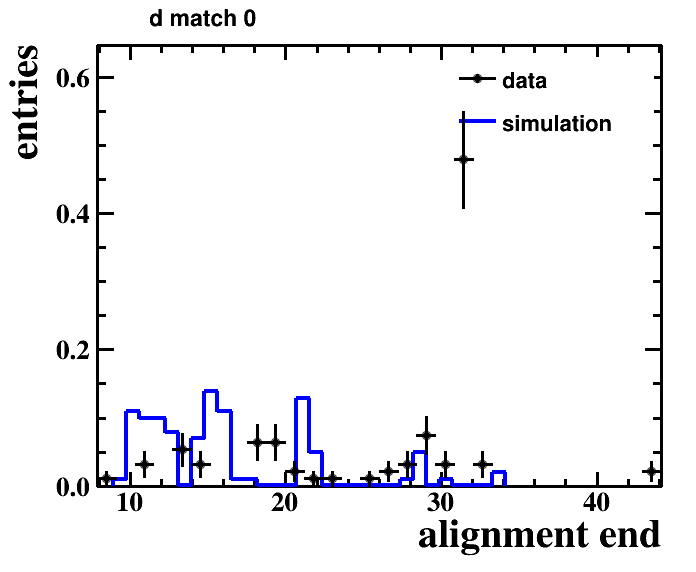 d match 0
entries
0.6
0.4
0.2
0.0
data
simulation
10 20 30 40
alignment end